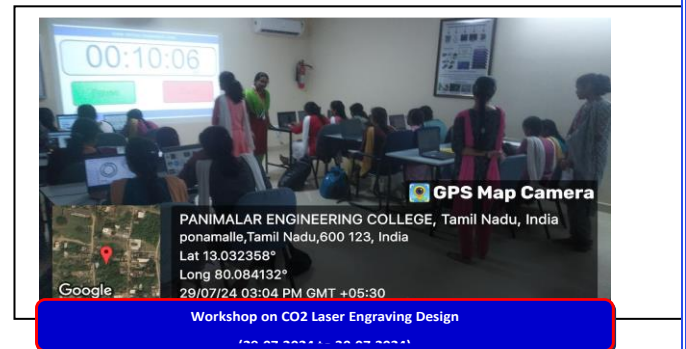 00:10:06
GPS Map Camera
PANIMALAR ENGINEERING COLLEGE, Tamil Nadu, India
ponamalle,Tamil Nadu,600 123, India
Lat 13.032358°
Long 80.084132°
29/07/24 03:04 PM GMT +05:30
Google
Workshop on CO2 Laser Engraving Design